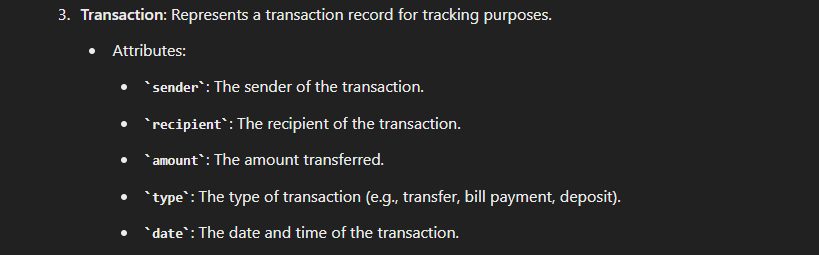 3. Transaction: Represents a transaction record for tracking purposes.
• Attributes:
• `sender`: The sender of the transaction.
• `recipient`: The recipient of the transaction.
• `amount`: The amount transferred.
• `type`: The type of transaction (e.g., transfer, bill payment, deposit).
• `date`: The date and time of the transaction.